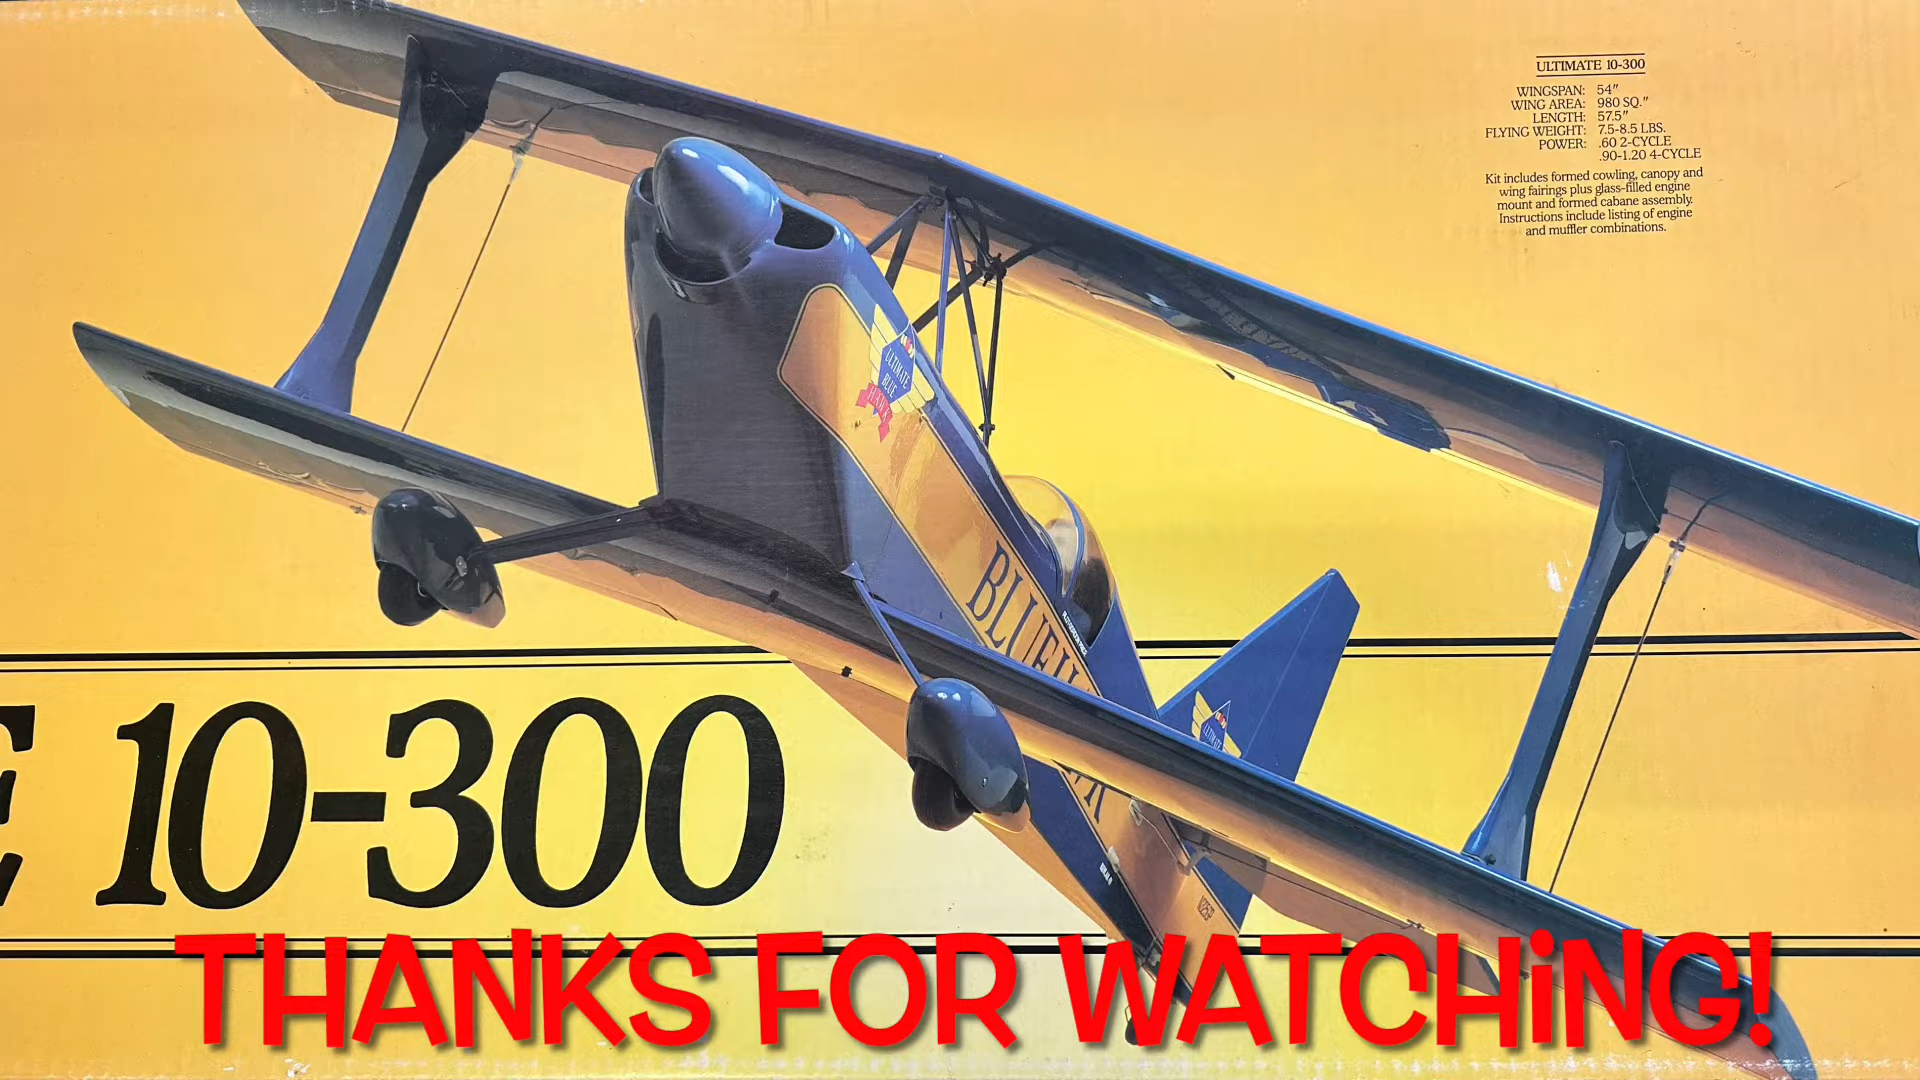 ULTIMATE 10-300
WINGSPAN: 54"
WING AREA: 980 SQ."
LENGTH: 57.5"
FLYING WEIGHT: 7.5-8.5 LBS.
POWER: .60 2-CYCLE
.90-1.20 4-CYCLE
Kit includes formed cowling, canopy and
wing fairings plus glass-filled engine
mount and formed cabane assembly.
Instructions include listing of engine
and muffler combinations.
ULTIMATE
BLUE
HAWK
ULTIMATE
E 10-300
THANKS FOR WATCHiNG!